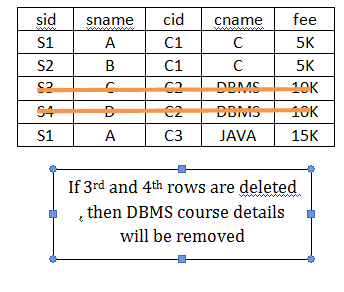 sid sname cid cname fee
S1 A C1 C 5K
S2 B C1 C 5K
S3 C C2 DBMS 10K
S4 D C2 DBMS 10K
S1 A C3 JAVA 15K
If 3rd and 4th rows are deleted
, then DBMS course details
will be removed